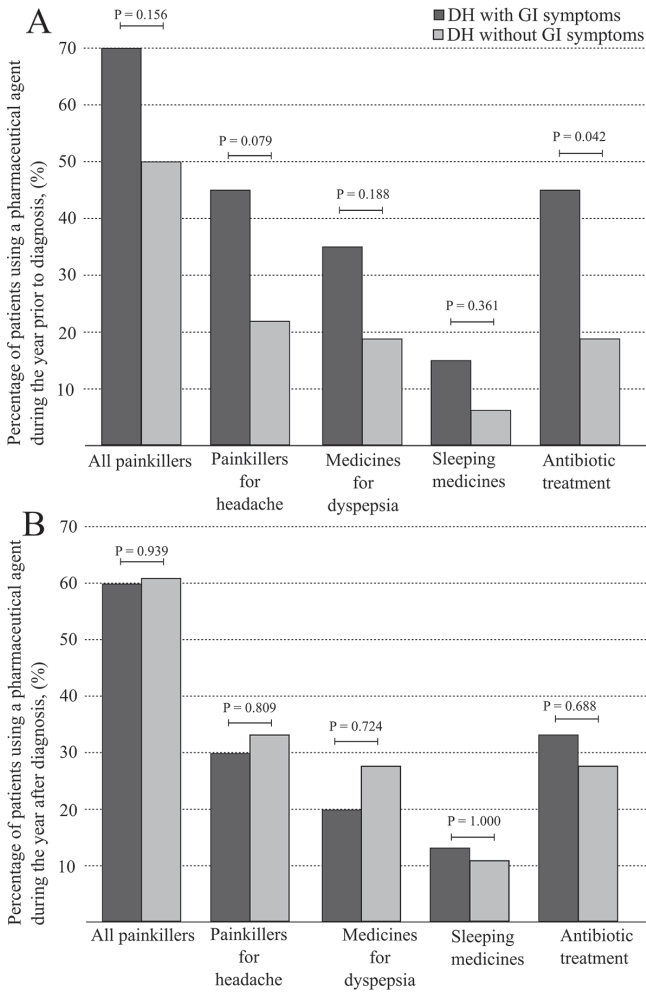 A
DH with GI symptoms
DH without GI symptoms
Percentage of patients using a pharmaceutical agent
during the year prior to diagnosis, (%)
70
60
50
40
30
20
10
P = 0.156
P = 0.079
P = 0.188
P = 0.361
P = 0.042
All painkillers
Painkillers
for
headache
Medicines
for
dyspepsia
Sleeping
medicines
Antibiotic
treatment
B
Percentage of patients using a pharmaceutical agent
during the year after diagnosis, (%)
70
60
50
40
30
20
10
P = 0.939
P = 0.809
P = 0.724
P = 1.000
P = 0.688
All painkillers
Painkillers
for
headache
Medicines
for
dyspepsia
Sleeping
medicines
Antibiotic
treatment